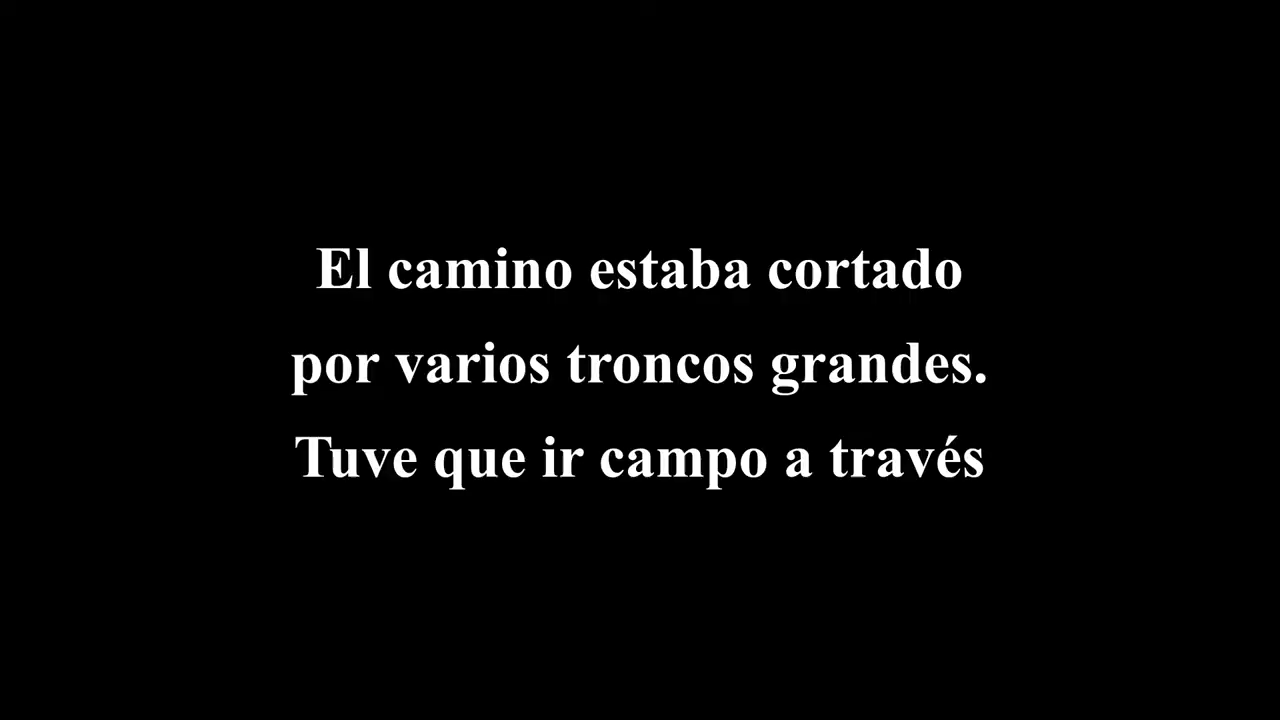 El camino estaba cortado
por varios troncos grandes.
Tuve que ir campo a través